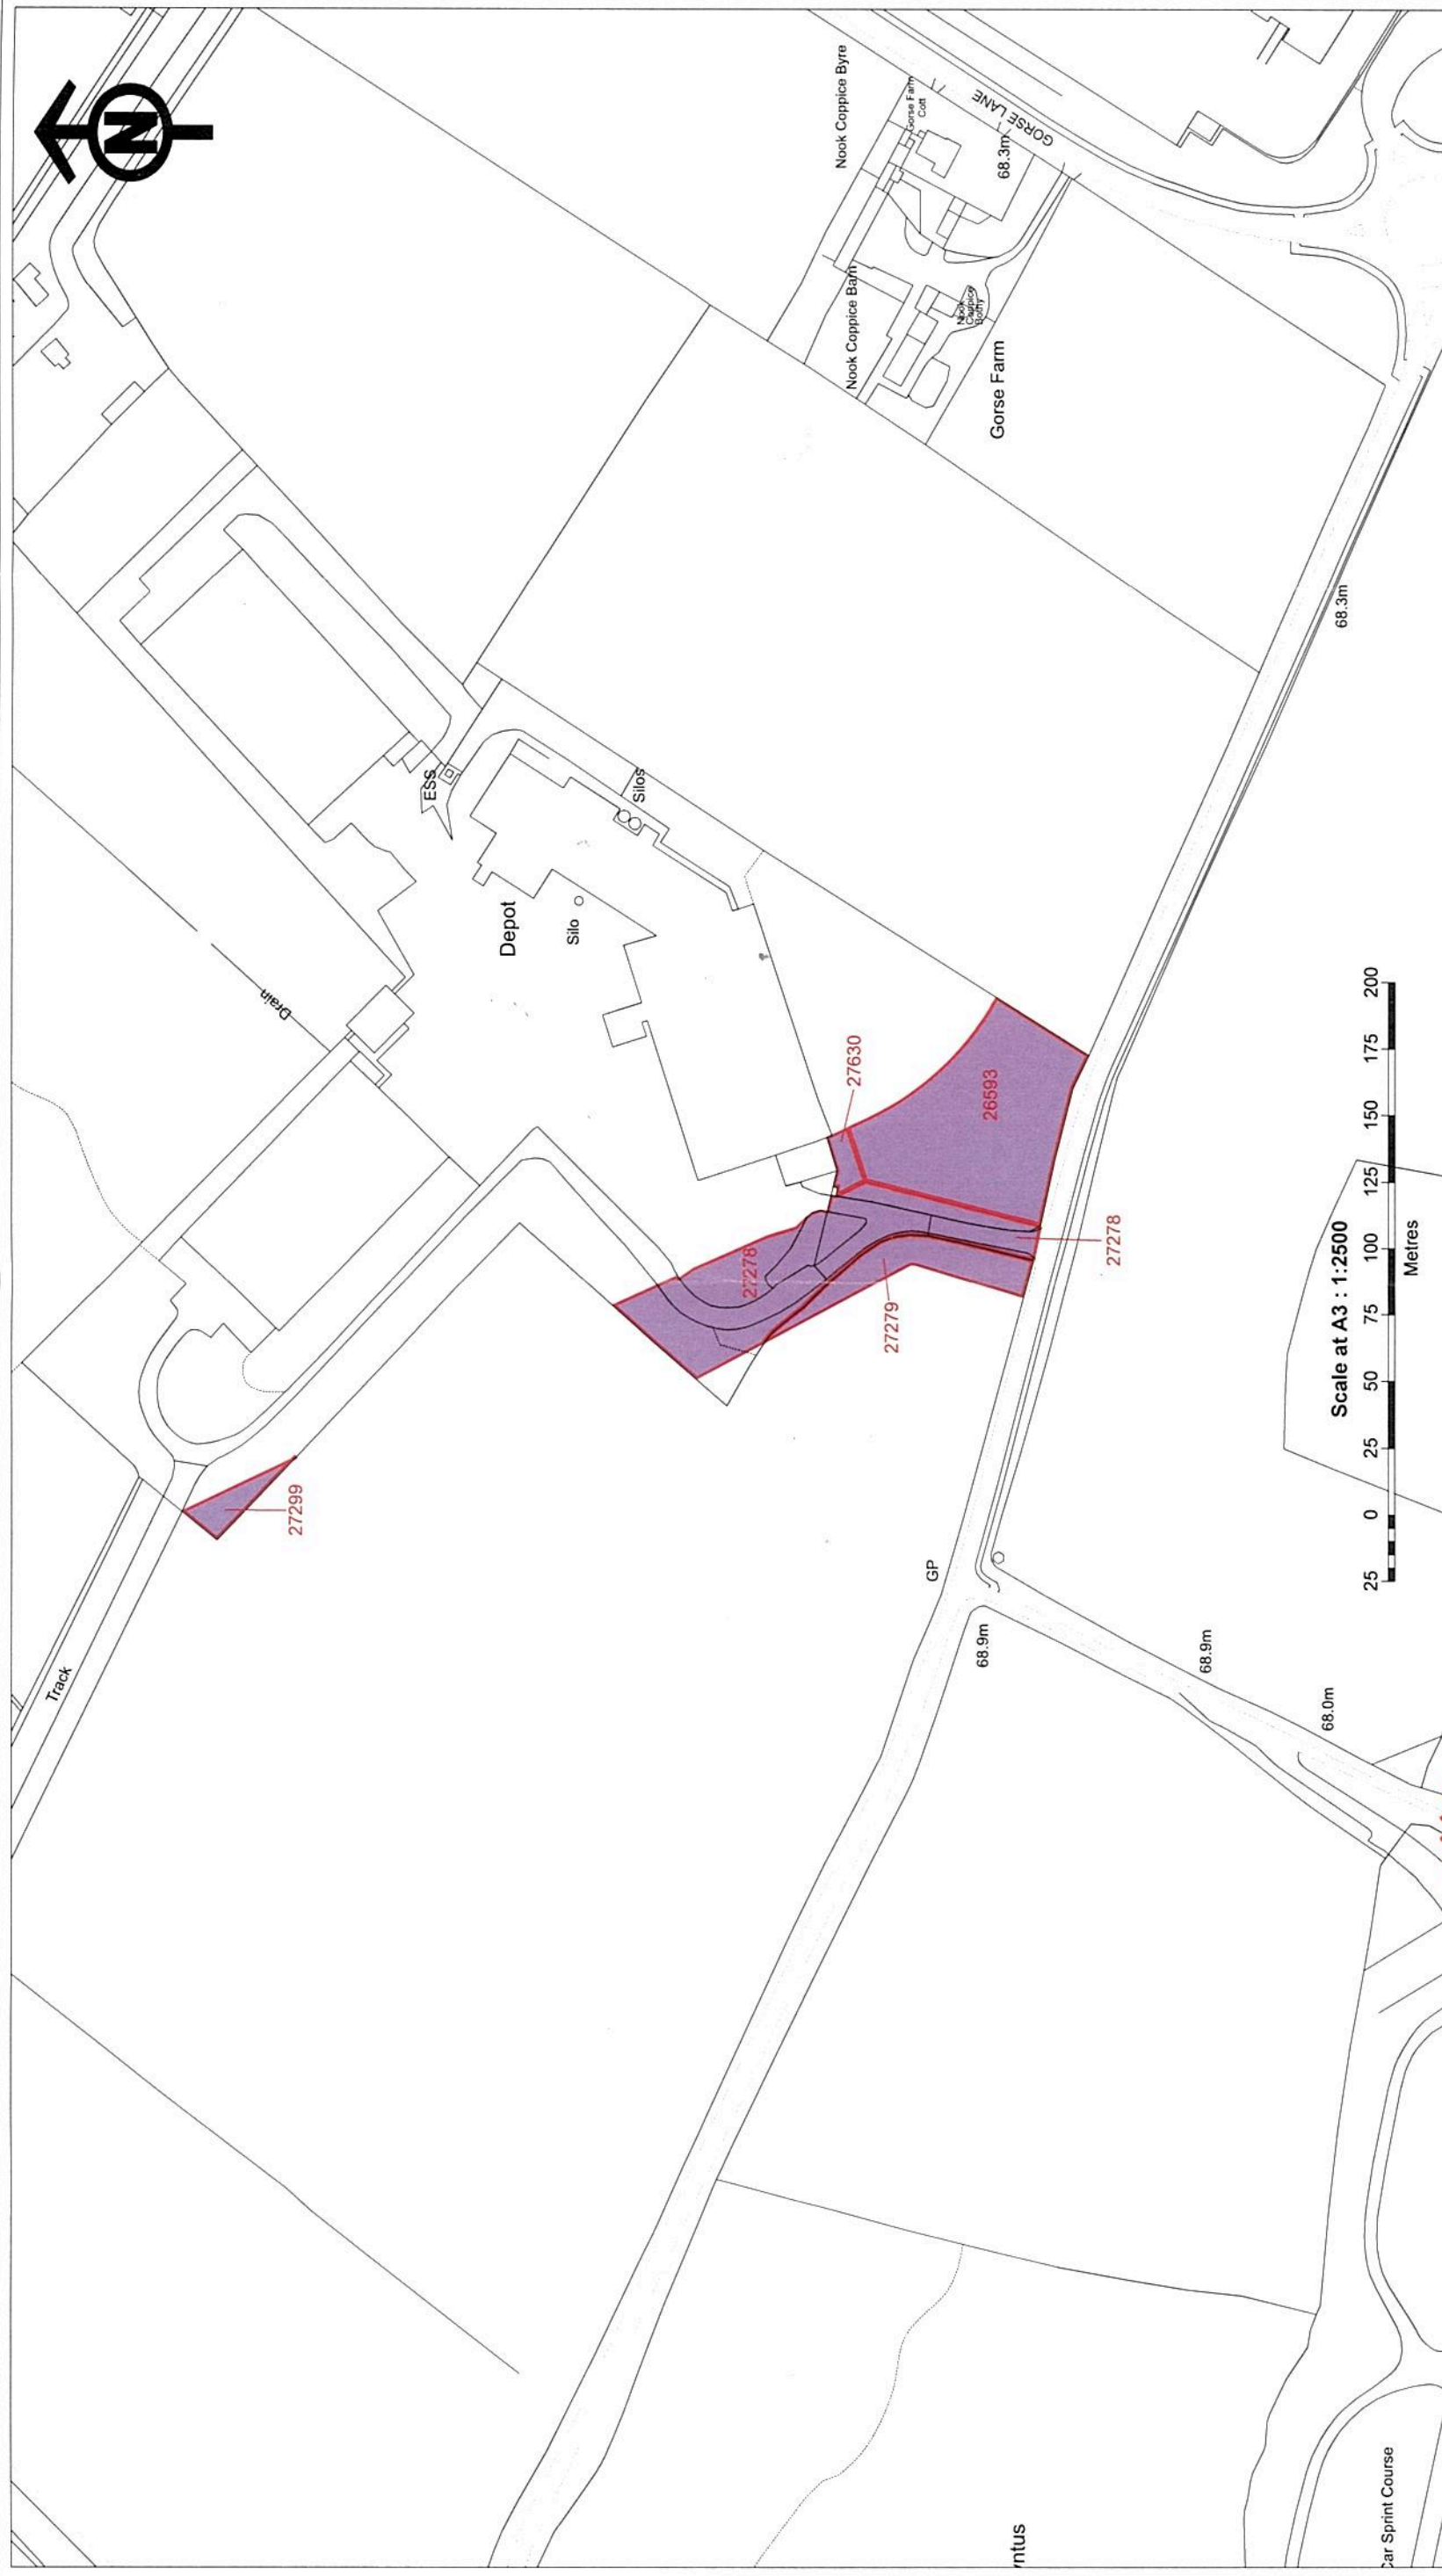 N
Track
Drain
27299
ESS
Depot
Silo
Silos
27278
27279
27630
26593
27278
Nook Coppice Byre
Gorse Farm
Cott
GORSE LANE
68.3m
Nook Coppice Barn
Nook
Coppice
Bothy
Gorse Farm
68.3m
GP
68.9m
68.9m
68.0m
Scale at A3 : 1:2500
25 0 25 50 75 100 125 150 175 200
Metres
Car Sprint Course